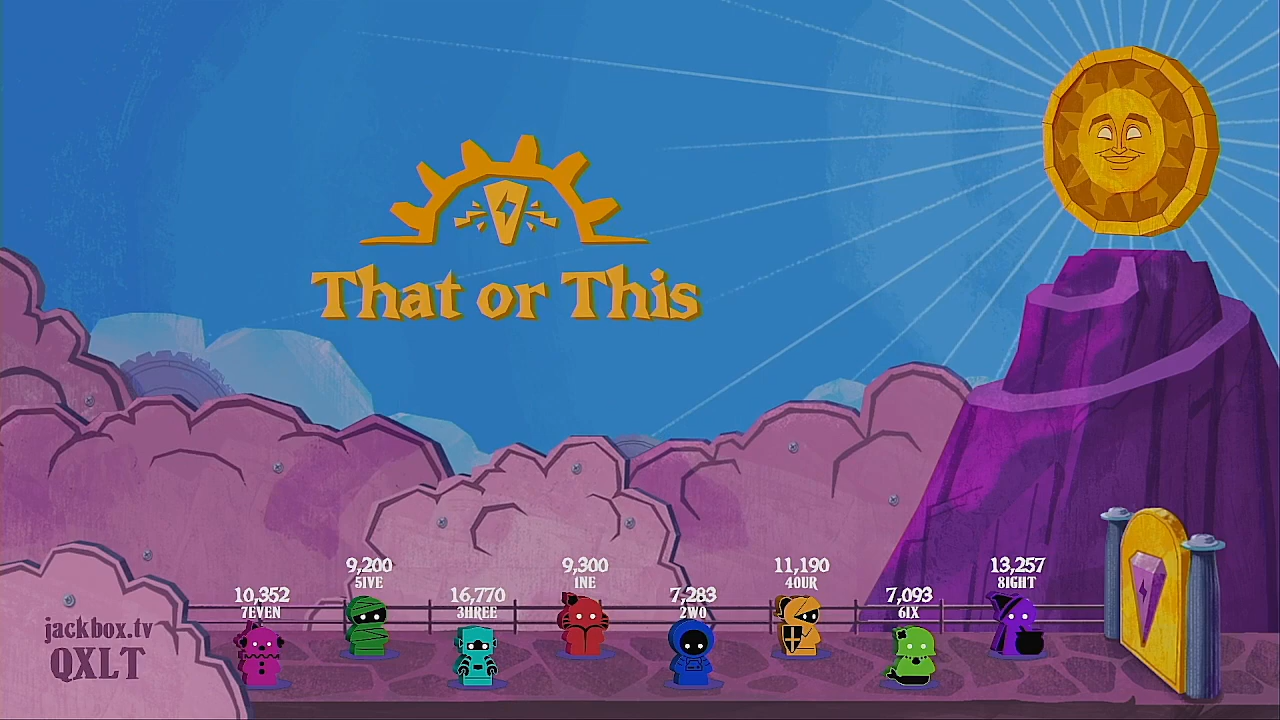 That or This
9,200
5IVE
9,300
1NE
11,190
4OUR
13,257
8IGHT
10,352
7EVEN
16,770
3HREE
7,283
2WO
7,093
6IX
jackbox.tv
QXLT